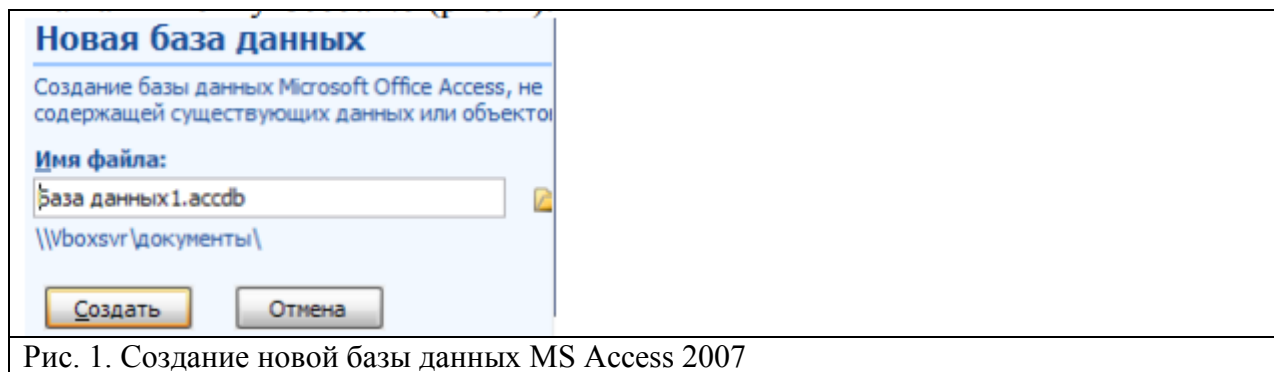 Новая база данных
Создание базы данных Microsoft Office Access, не
содержащей существующих данных или объекто
Имя файла:
База данных1.accdb
\\Vboxsvr\документы\
Создать Отмена
Рис. 1. Создание новой базы данных MS Access 2007